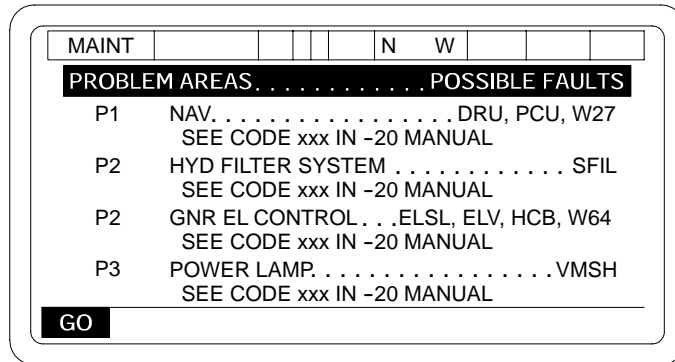 MAINT N W
PROBLEM AREAS.............POSSIBLE FAULTS
P1 NAV..................DRU, PCU, W27
SEE CODE xxx IN -20 MANUAL
P2 HYD FILTER SYSTEM ............. SFIL
SEE CODE xxx IN -20 MANUAL
P2 GNR EL CONTROL...ELSL, ELV, HCB, W64
SEE CODE xxx IN -20 MANUAL
P3 POWER LAMP..................VMSH
SEE CODE xxx IN -20 MANUAL
GO